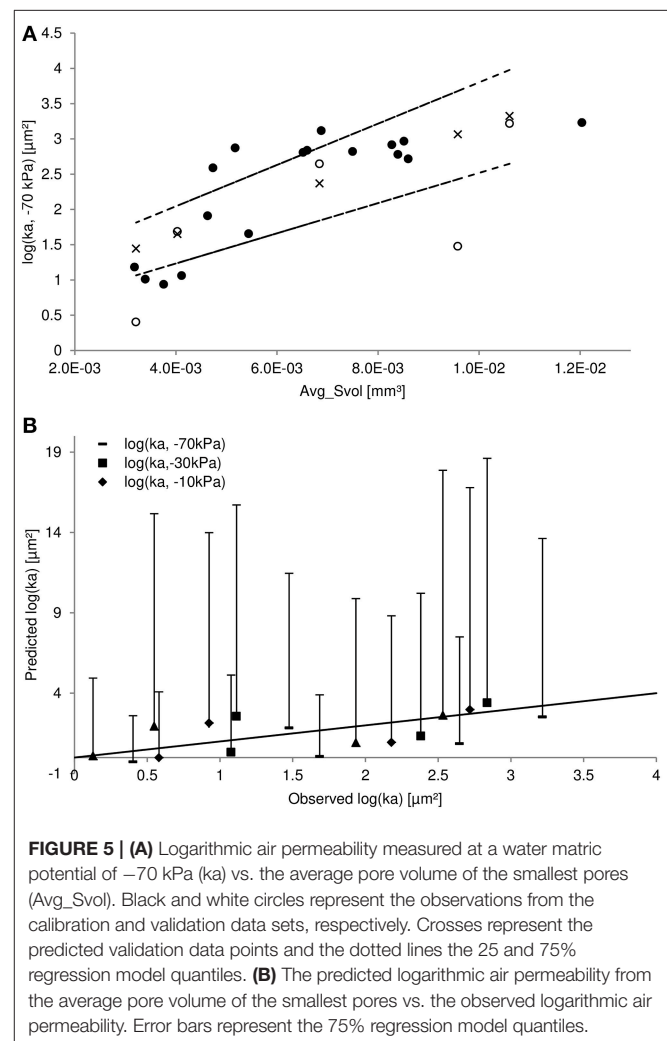 A
log(ka, -70 kPa) [µm²]
4.5
4
3.5
3
2.5
2
1.5
1
0.5
0
2.0E-03 4.0E-03 6.0E-03 8.0E-03 1.0E-02 1.2E-02
Avg_Svol [mm³]
B
Predicted log(ka) [µm²]
19
14
9
4
-1
log(ka, -70kPa)
log(ka,-30kPa)
log(ka, -10kPa)
0 0.5 1 1.5 2 2.5 3 3.5 4
Observed log(ka) [µm²]
FIGURE 5 | (A) Logarithmic air permeability measured at a water matric
potential of −70 kPa (ka) vs. the average pore volume of the smallest pores
(Avg_Svol). Black and white circles represent the observations from the
calibration and validation data sets, respectively. Crosses represent the
predicted validation data points and the dotted lines the 25 and 75%
regression model quantiles. (B) The predicted logarithmic air permeability from
the average pore volume of the smallest pores vs. the observed logarithmic air
permeability. Error bars represent the 75% regression model quantiles.